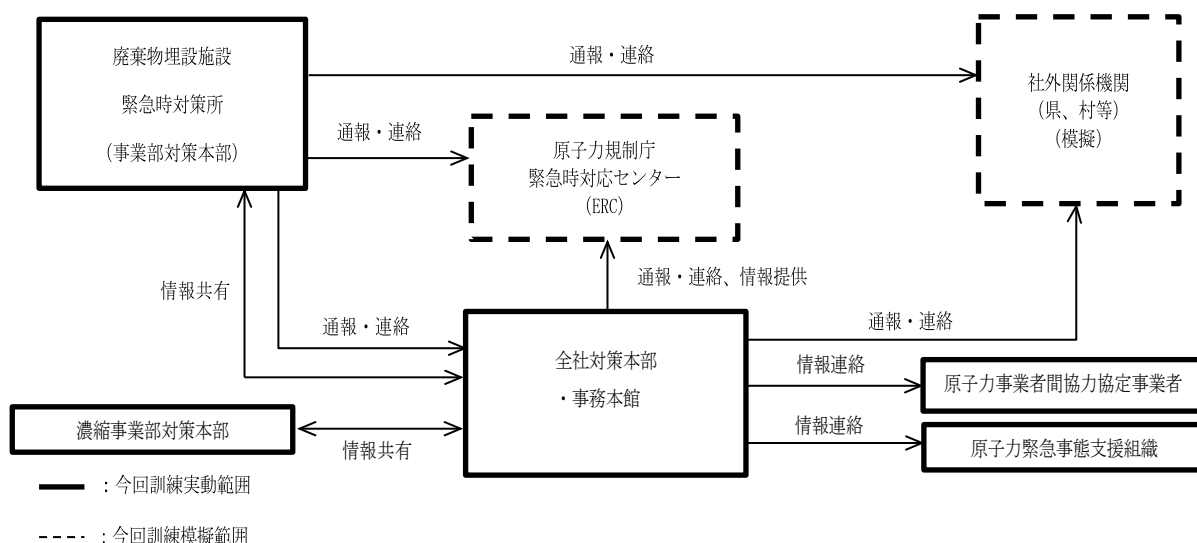 廃棄物埋設施設
緊急時対策所
(事業部対策本部)
通報・連絡
社外関係機関
(県、村等)
(模擬)
通報・連絡
原子力規制庁
緊急時対応センター
(ERC)
情報共有
通報・連絡、情報提供
通報・連絡
通報・連絡
全社対策本部
・事務本館
情報連絡
原子力事業者間協力協定事業者
濃縮事業部対策本部
情報共有
情報連絡
原子力緊急事態支援組織
：今回訓練実動範囲
：今回訓練模擬範囲